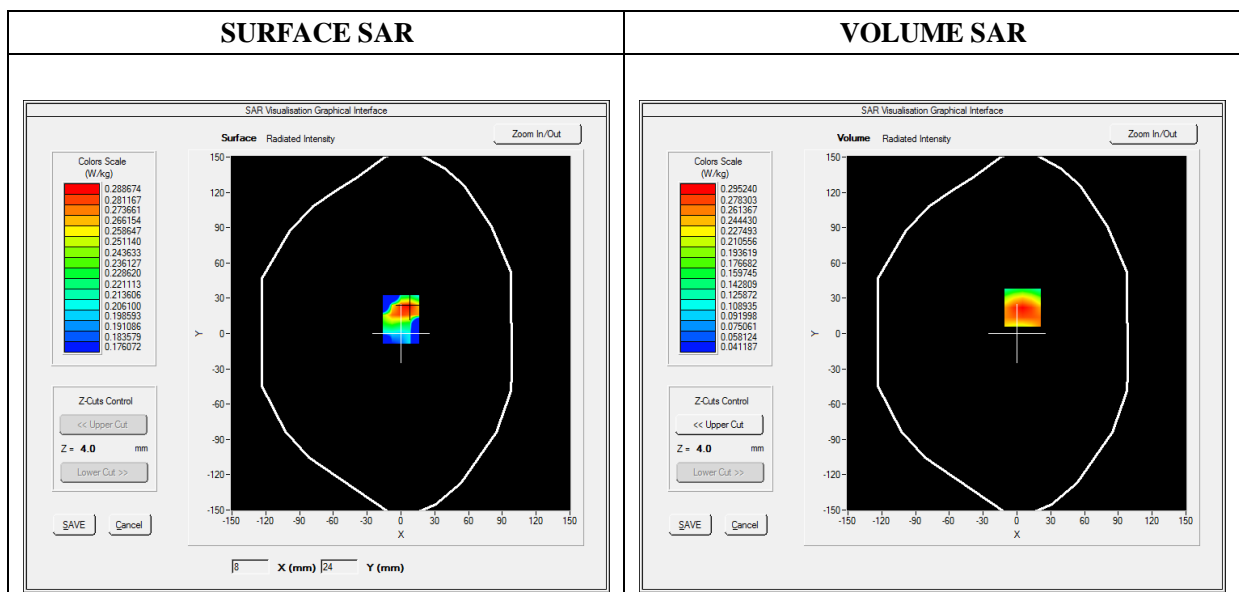 SURFACE SAR
VOLUME SAR
SAR Visualisation Graphical Interface
Surface Radiated Intensity
Zoom In/Out
Colors Scale
(W/kg)
0.288674
0.281167
0.273661
0.266154
0.258647
0.251140
0.243633
0.236127
0.228620
0.221113
0.213606
0.206100
0.198593
0.191086
0.183579
0.176072
Z-Cuts Control
<< Upper Cut
Z = 4.0 mm
Lower Cut >>
SAVE Cancel
150
120
90
60
30
0
-30
-60
-90
-120
-150
Y
-150 -120 -90 -60 -30 0 30 60 90 120 150
X
8 X (mm) 24 Y (mm)
SAR Visualisation Graphical Interface
Volume Radiated Intensity
Zoom In/Out
Colors Scale
(W/kg)
0.295240
0.278303
0.261367
0.244430
0.227493
0.210556
0.193619
0.176682
0.159745
0.142809
0.125872
0.108935
0.091998
0.075061
0.058124
0.041187
Z-Cuts Control
<< Upper Cut
Z = 4.0 mm
Lower Cut >>
SAVE Cancel
150
120
90
60
30
0
-30
-60
-90
-120
-150
Y
-150 -120 -90 -60 -30 0 30 60 90 120 150
X